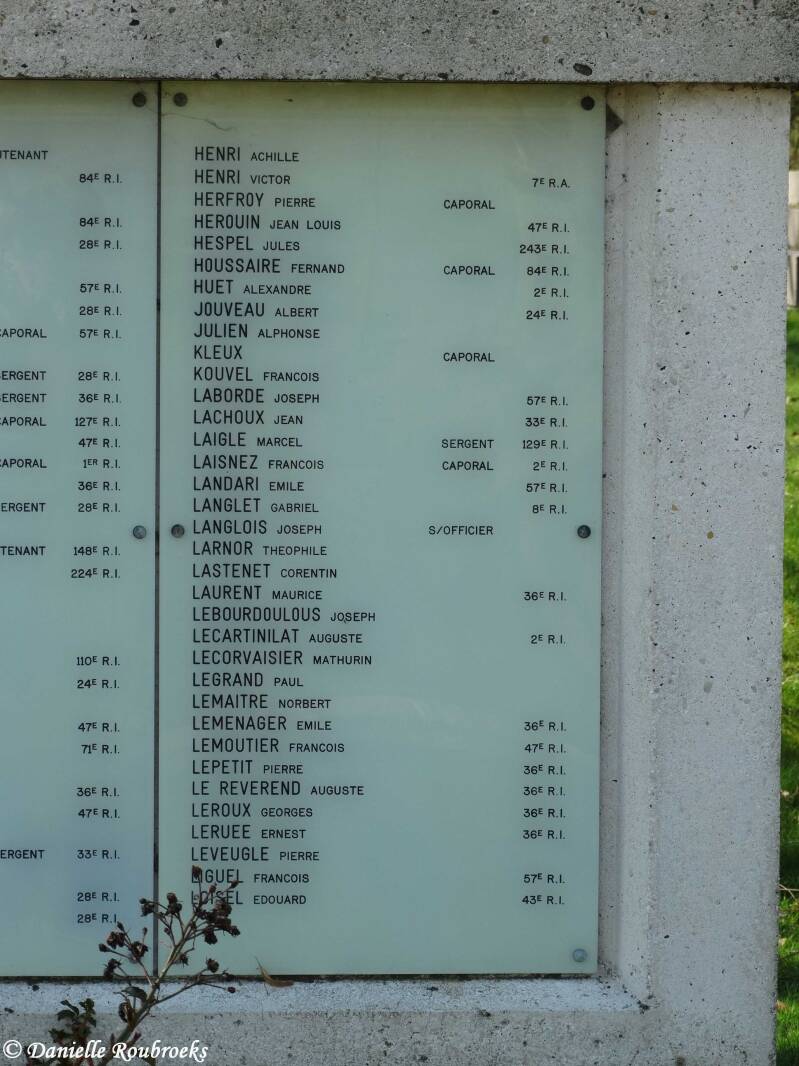 UTENANT
84E R.I.
84E R.I.
28E R.I.
57E R.I.
28E R.I.
CAPORAL 57E R.I.
SERGENT 28E R.I.
SERGENT 36E R.I.
CAPORAL 127E R.I.
47E R.I.
CAPORAL 1ER R.I.
36E R.I.
ERGENT 28E R.I.
TENANT 148E R.I.
224E R.I.
110E R.I.
24E R.I.
47E R.I.
71E R.I.
36E R.I.
47E R.I.
ERGENT 33E R.I.
28E R.I.
28E R.I.
HENRI ACHILLE
HENRI VICTOR 7E R.A.
HERFROY PIERRE CAPORAL
HEROUIN JEAN LOUIS 47E R.I.
HESPEL JULES 243E R.I.
HOUSSAIRE FERNAND CAPORAL 84E R.I.
HUET ALEXANDRE 2E R.I.
JOUVEAU ALBERT 24E R.I.
JULIEN ALPHONSE
KLEUX CAPORAL
KOUVEL FRANCOIS
LABORDE JOSEPH 57E R.I.
LACHOUX JEAN 33E R.I.
LAIGLE MARCEL SERGENT 129E R.I.
LAISNEZ FRANCOIS CAPORAL 2E R.I.
LANDARI EMILE 57E R.I.
LANGLET GABRIEL 8E R.I.
LANGLOIS JOSEPH S/OFFICIER
LARNOR THEOPHILE
LASTENET CORENTIN
LAURENT MAURICE 36E R.I.
LEBOURDOULOUS JOSEPH
LECARTINILAT AUGUSTE 2E R.I.
LECORVAISIER MATHURIN
LEGRAND PAUL
LEMAITRE NORBERT
LEMENAGER EMILE 36E R.I.
LEMOUTIER FRANCOIS 47E R.I.
LEPETIT PIERRE 36E R.I.
LE REVEREND AUGUSTE 36E R.I.
LEROUX GEORGES 36E R.I.
LERUEE ERNEST 36E R.I.
LEVEUGLE PIERRE
LIGUEL FRANCOIS 57E R.I.
LOISEL EDOUARD 43E R.I.
© Danielle Roubroeks